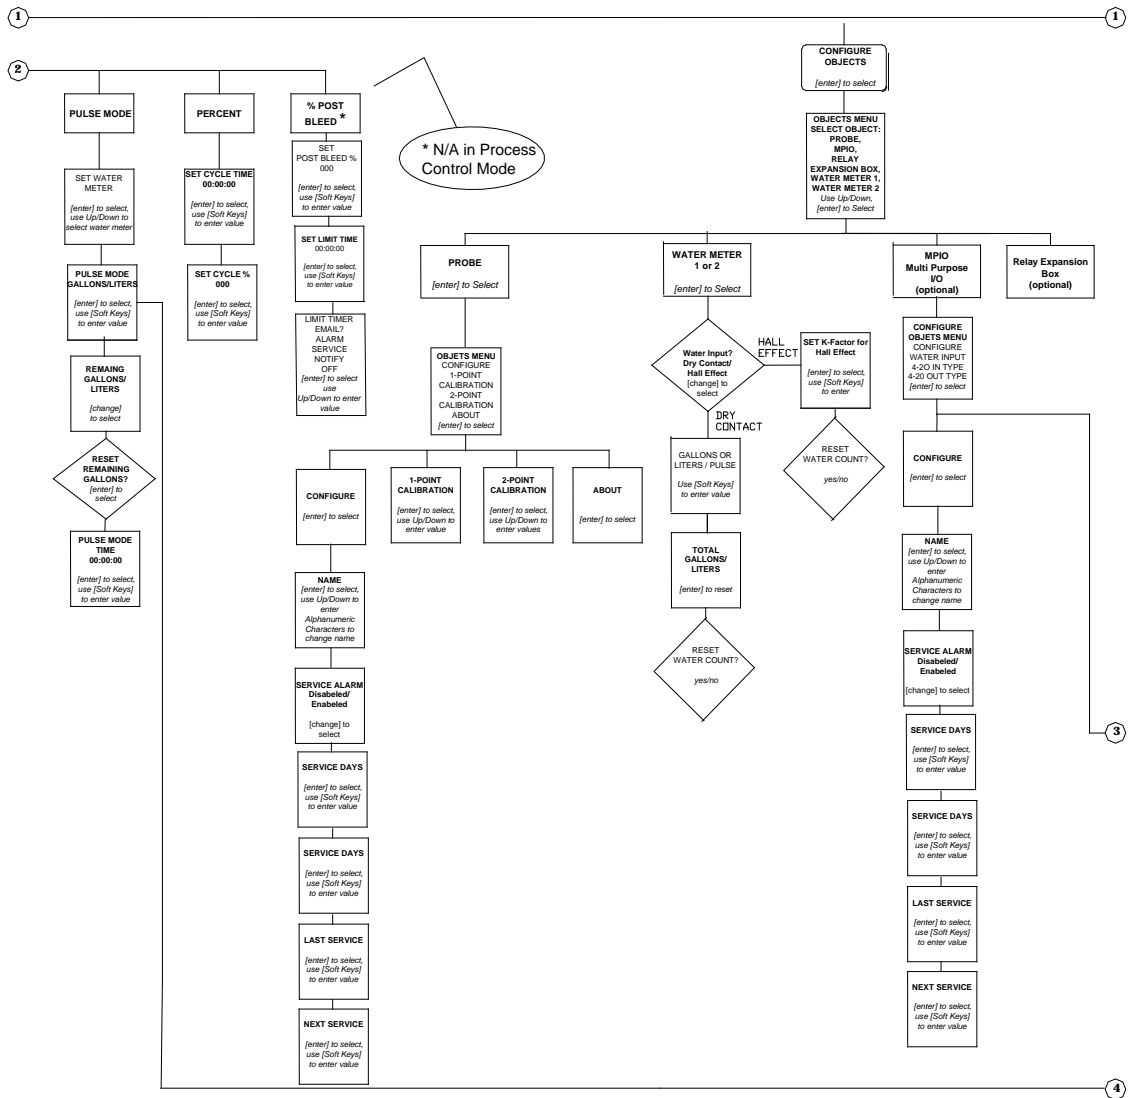 1
1
CONFIGURE
OBJECTS
[enter] to select
2
PULSE MODE
PERCENT
% POST
BLEED *
* N/A in Process
Control Mode
OBJECTS MENU
SELECT OBJECT:
PROBE,
MPIO,
RELAY
EXPANSION BOX,
WATER METER 1,
WATER METER 2
Use Up/Down,
[enter] to Select
SET WATER
METER
[enter] to select,
use Up/Down to
select water meter
SET CYCLE TIME
00:00:00
[enter] to select,
use [Soft Keys]
to enter value
SET
POST BLEED %
000
[enter] to select,
use [Soft Keys]
to enter value
PULSE MODE
GALLONS/LITERS
[enter] to select,
use [Soft Keys]
to enter value
SET CYCLE %
000
[enter] to select,
use [Soft Keys]
to enter value
SET LIMIT TIME
00:00:00
[enter] to select,
use [Soft Keys]
to enter value
LIMIT TIMER
EMAIL?
ALARM
SERVICE
NOTIFY
OFF
[enter] to select
use
Up/Down to enter
value
REMAING
GALLONS/
LITERS
[change]
to select
RESET
REMAINING
GALLONS?
[enter] to
select
PULSE MODE
TIME
00:00:00
[enter] to select,
use [Soft Keys]
to enter value
PROBE
[enter] to Select
WATER METER
1 or 2
[enter] to Select
MPIO
Multi Purpose
I/O
(optional)
Relay Expansion
Box
(optional)
OBJETS MENU
CONFIGURE
1-POINT
CALIBRATION
2-POINT
CALIBRATION
ABOUT
[enter] to select
Water Input?
Dry Contact/
Hall Effect
[change] to
select
HALL
EFFECT
SET K-Factor for
Hall Effect
[enter] to select,
use [Soft Keys]
to enter
RESET
WATER COUNT?
yes/no
DRY
CONTACT
GALLONS OR
LITERS / PULSE
Use [Soft Keys]
to enter value
TOTAL
GALLONS/
LITERS
[enter] to reset
RESET
WATER COUNT?
yes/no
CONFIGURE
OBJETS MENU
CONFIGURE
WATER INPUT
4-2O IN TYPE
4-20 OUT TYPE
[enter] to select
CONFIGURE
[enter] to select
1-POINT
CALIBRATION
[enter] to select,
use Up/Down to
enter value
2-POINT
CALIBRATION
[enter] to select,
use Up/Down to
enter values
ABOUT
[enter] to select
NAME
[enter] to select,
use Up/Down to
enter
Alphanumeric
Characters to
change name
SERVICE ALARM
Disabeled/
Enabeled
[change] to
select
SERVICE DAYS
[enter] to select,
use [Soft Keys]
to enter value
SERVICE DAYS
[enter] to select,
use [Soft Keys]
to enter value
LAST SERVICE
[enter] to select,
use [Soft Keys]
to enter value
NEXT SERVICE
[enter] to select,
use [Soft Keys]
to enter value
CONFIGURE
[enter] to select
NAME
[enter] to select,
use Up/Down to
enter
Alphanumeric
Characters to
change name
SERVICE ALARM
Disabeled/
Enabeled
[change] to select
SERVICE DAYS
[enter] to select,
use [Soft Keys]
to enter value
SERVICE DAYS
[enter] to select,
use [Soft Keys]
to enter value
LAST SERVICE
[enter] to select,
use [Soft Keys]
to enter value
NEXT SERVICE
[enter] to select,
use [Soft Keys]
to enter value
3
4